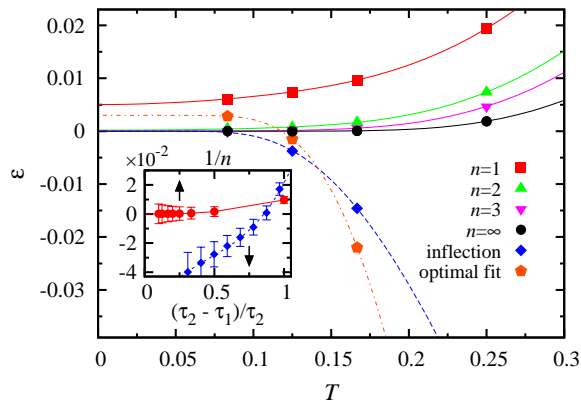 0.02
0.01
0
-0.01
-0.02
-0.03
ε
0
0.05
0.1
0.15
0.2
0.25
0.3
T
n=1
n=2
n=3
n=∞
inflection
optimal fit
×10⁻²
1/n
2
0
-2
-4
0
0.5
1
(τ₂ - τ₁)/τ₂